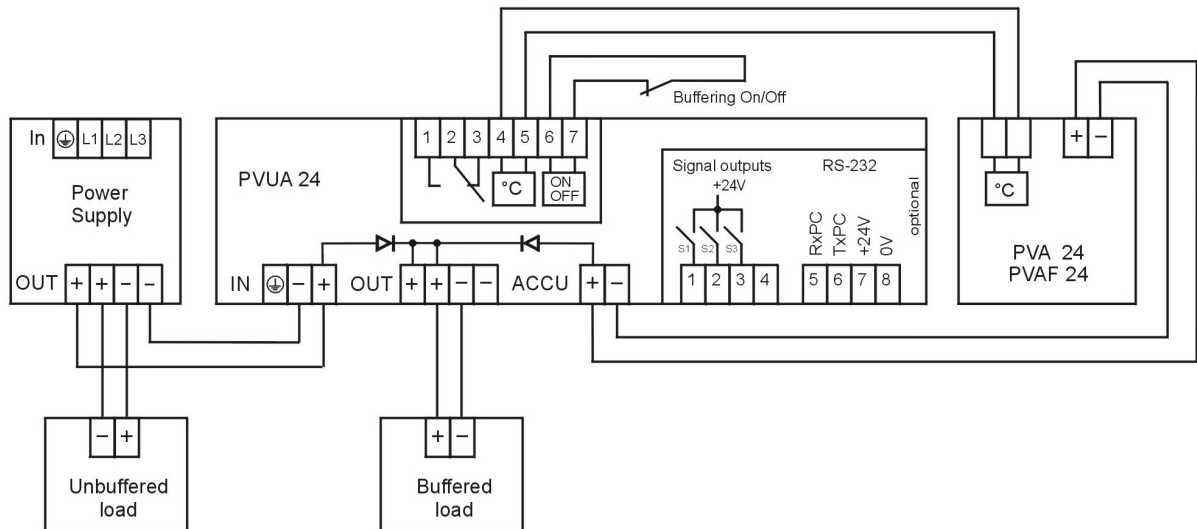 Buffering On/Off
In ⏚ L1 L2 L3
Power
Supply
OUT + + − −
PVUA 24
1 2 3 4 5 6 7
°C
ON
OFF
IN ⏚ − +
OUT + + − −
ACCU + −
Signal outputs
+24V
S1 S2 S3
1 2 3 4
RS-232
optional
RxPC
TxPC
+24V
0V
5 6 7 8
+ −
°C
PVA 24
PVAF 24
− +
Unbuffered
load
+ −
Buffered
load